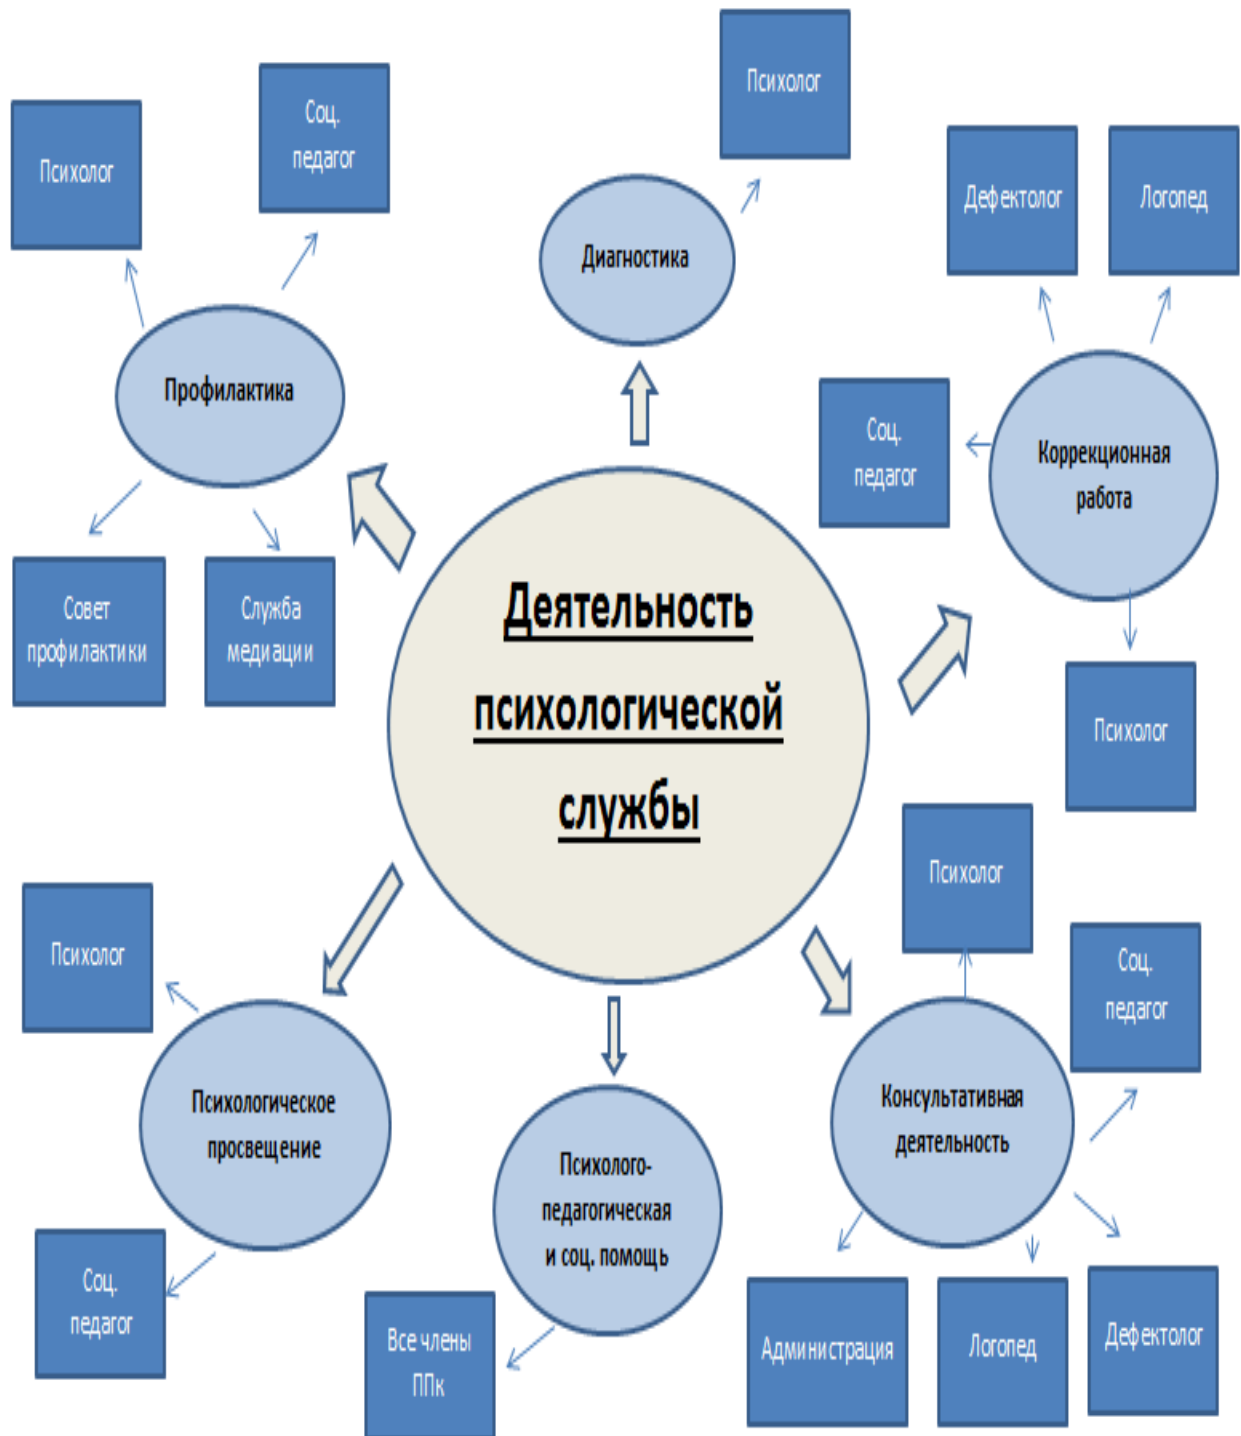 Психолог
Соц.
педагог
Психолог
Дефектолог
Логопед
Диагностика
Профилактика
Соц.
педагог
Коррекционная
работа
Совет
профилактики
Служба
медиации
Деятельность
психологической
службы
Психолог
Психолог
Психолог
Соц.
педагог
Психологическое
просвещение
Консультативная
деятельность
Психолого-
педагогическая
и соц. помощь
Соц.
педагог
Все члены
ППк
Администрация
Логопед
Дефектолог